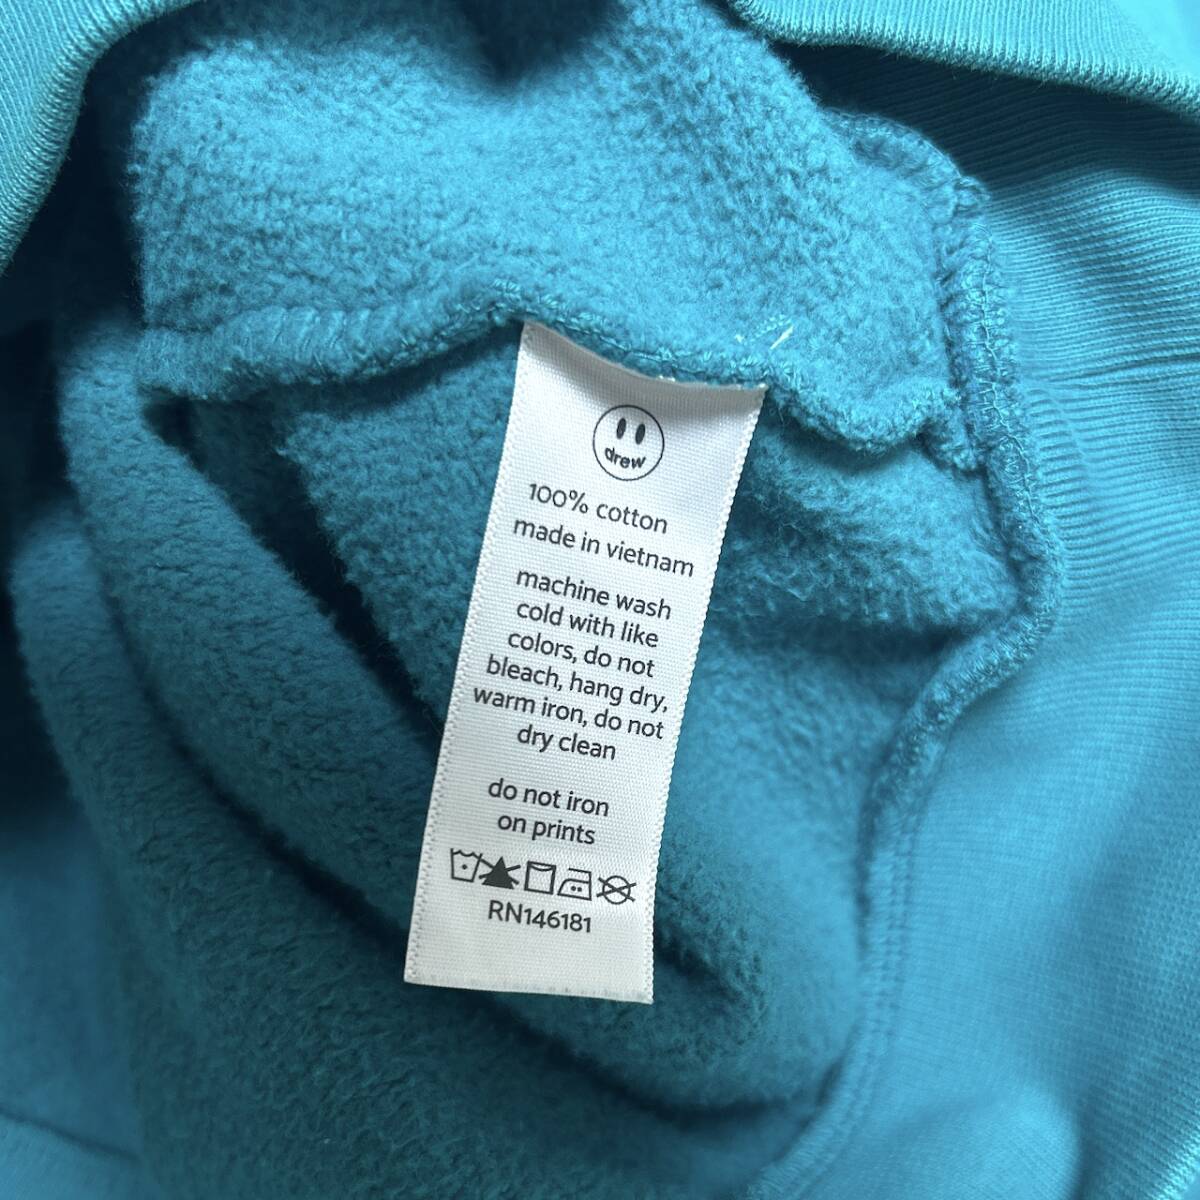 drew
100% cotton
made in vietnam
machine wash
cold with like
colors, do not
bleach, hang dry,
warm iron, do not
dry clean
do not iron
on prints
RN146181